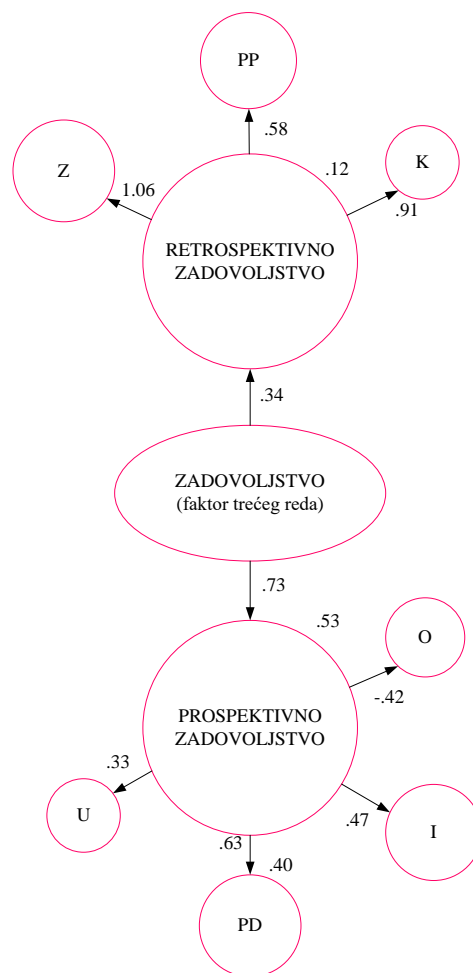 PP
.58
.12
Z
1.06
K
.91
RETROSPEKTIVNO
ZADOVOLJSTVO
.34
ZADOVOLJSTVO
(faktor trećeg reda)
.73
.53
O
-.42
PROSPEKTIVNO
ZADOVOLJSTVO
.33
U
.47
I
.63
.40
PD